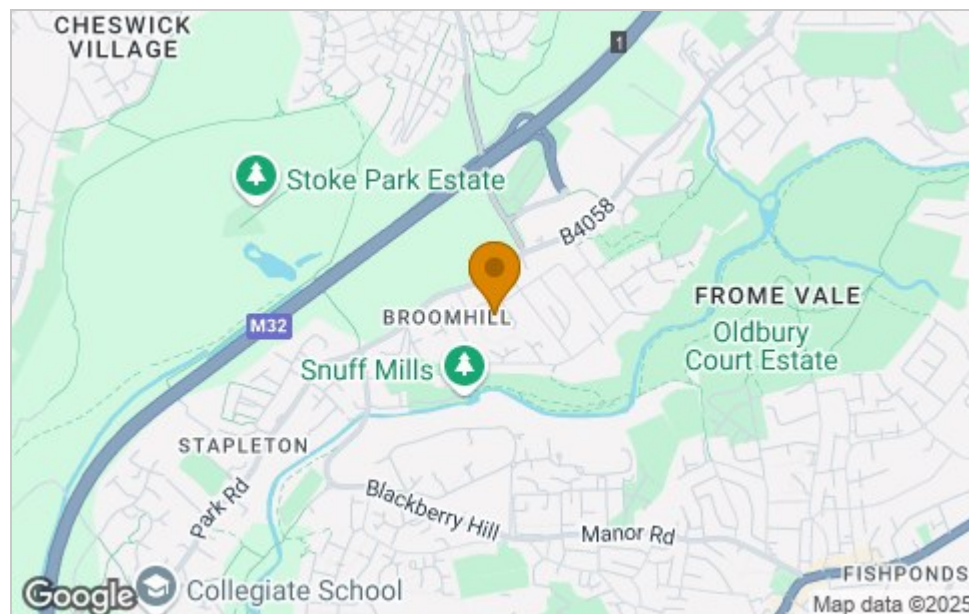 CHESWICK
VILLAGE
1
Stoke Park Estate
B4058
M32
BROOMHILL
FROME VALE
Oldbury
Court Estate
Snuff Mills
STAPLETON
Park Rd
Blackberry Hill
Manor Rd
FISHPONDS
Google
Collegiate School
Map data ©2025